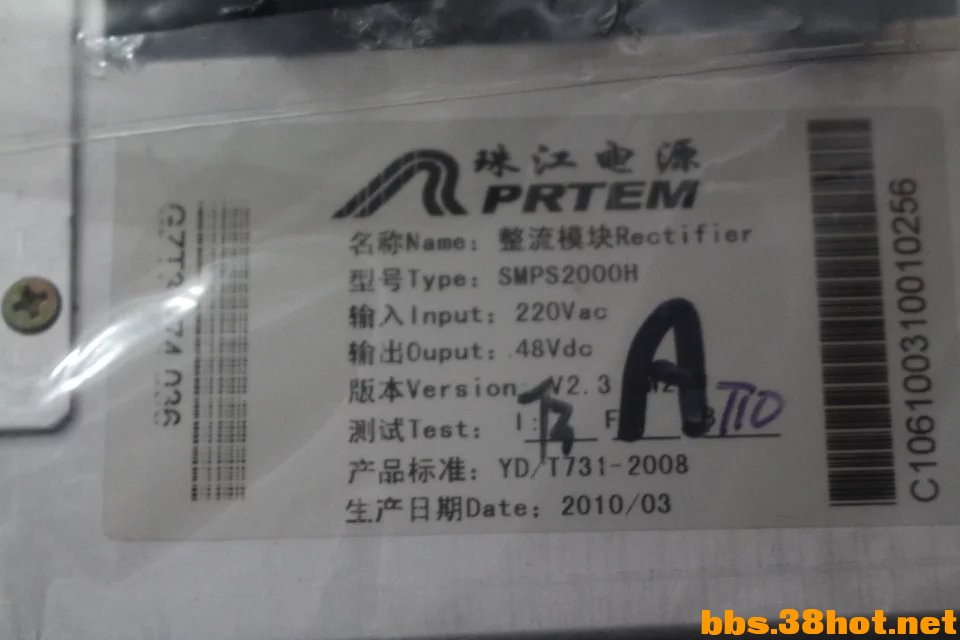 珠江电源
PRTEM
名称Name: 整流模块Rectifier
型号Type: SMPS2000H
输入Input: 220Vac
输出Ouput: 48Vdc
版本Version: V2.3
A
测试Test: I: F
T10
产品标准: YD/T731-2008
生产日期Date: 2010/03
C106100310010256
bbs.38hot.net